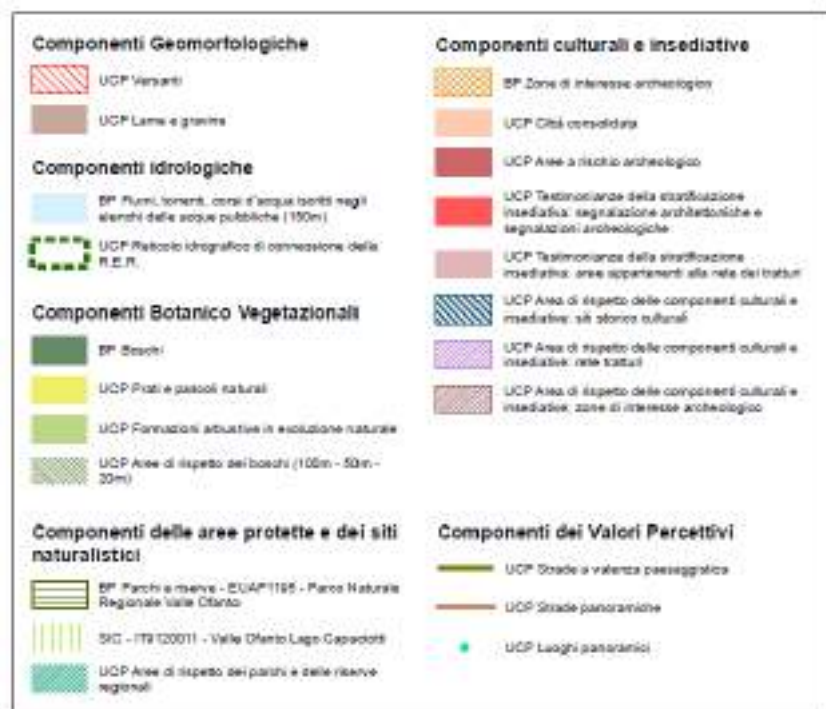 Componenti Geomorfologiche
UCP Versanti
UCP Lame e gravine
Componenti idrologiche
BP Fiumi, torrenti, corsi d'acqua iscritti negli
elenchi delle acque pubbliche (150m)
UCP Reticolo idrografico di connessione della
R.E.R.
Componenti Botanico Vegetazionali
BP Boschi
UCP Prati e pascoli naturali
UCP Formazioni arbustive in evoluzione naturale
UCP Aree di rispetto dei boschi (100m - 50m -
20m)
Componenti delle aree protette e dei siti
naturalistici
BP Parchi e riserve - EUAP1195 - Parco Naturale
Regionale Valle Ofanto
SIC - IT9120011 - Valle Ofanto Lago Capaciotti
UCP Aree di rispetto dei parchi e delle riserve
regionali
Componenti culturali e insediative
BP Zone di interesse archeologico
UCP Città consolidata
UCP Aree a rischio archeologico
UCP Testimonianze della stratificazione
insediativa: segnalazione architettoniche e
segnalazioni archeologiche
UCP Testimonianze della stratificazione
insediativa: aree appartenenti alla rete dei tratturi
UCP Area di rispetto delle componenti culturali e
insediative: siti storico culturali
UCP Area di rispetto delle componenti culturali e
insediative: rete tratturi
UCP Area di rispetto delle componenti culturali e
insediative: zone di interesse archeologico
Componenti dei Valori Percettivi
UCP Strade a valenza paesaggistica
UCP Strade panoramiche
UCP Luoghi panoramici